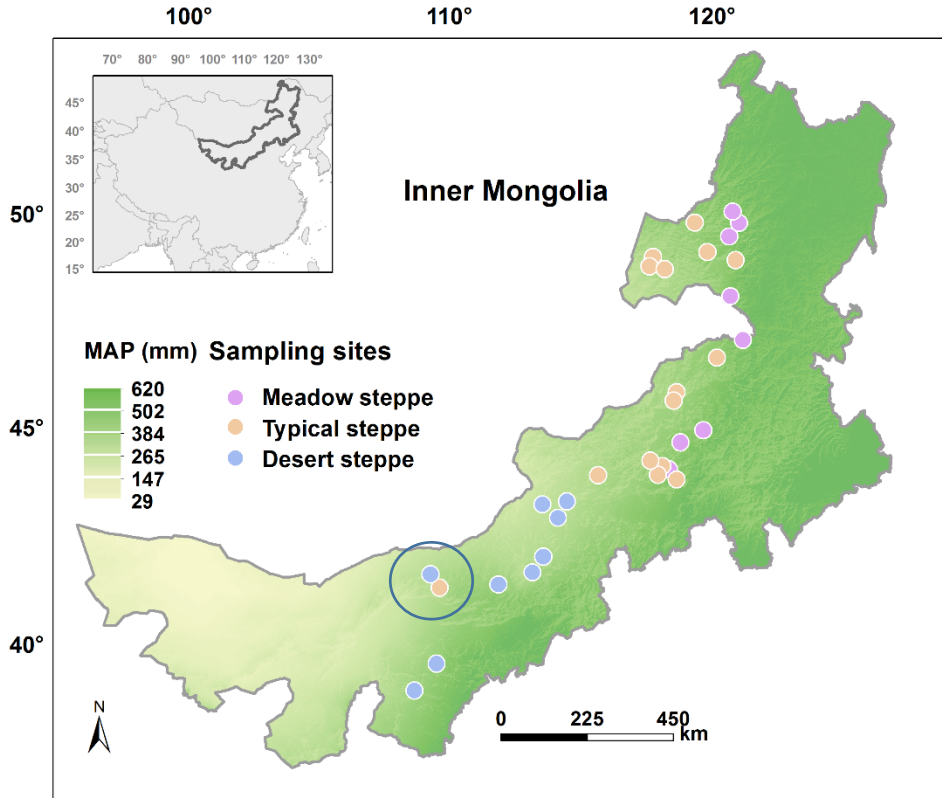 100° 110° 120°
70° 80° 90° 100° 110° 120° 130°
45°
40°
35°
30°
25°
20°
15°
Inner Mongolia
50°
45°
40°
MAP (mm) Sampling sites
620
502
384
265
147
29
Meadow steppe
Typical steppe
Desert steppe
N
0 225 450
km